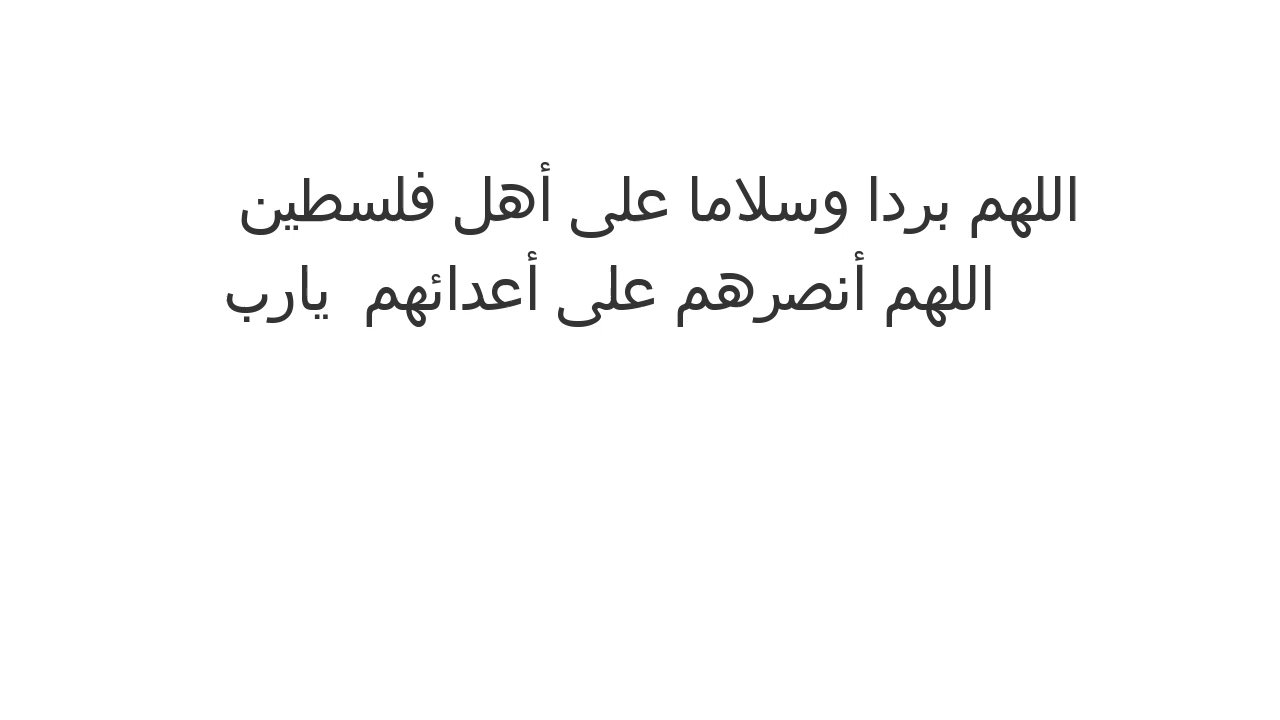 اللهم بردا وسلاما على أهل فلسطين
اللهم أنصرهم على أعدائهم  يارب